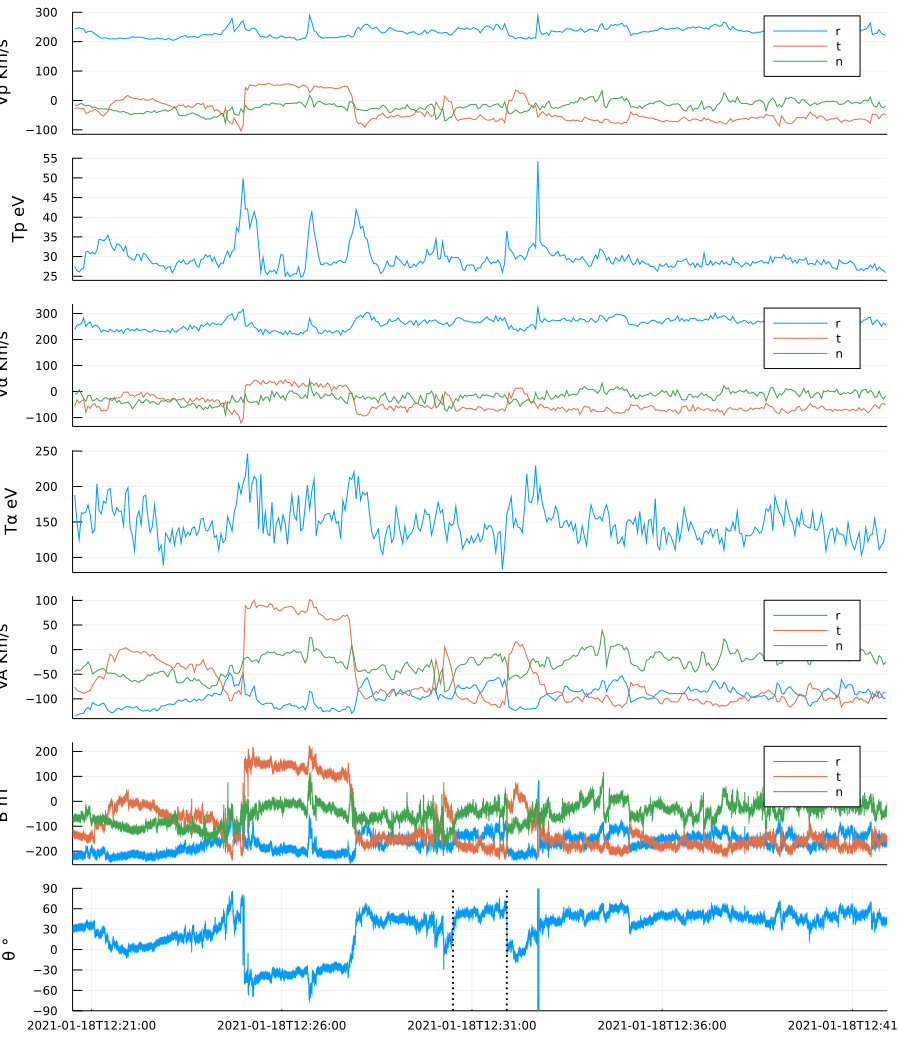 300
200
100
0
−100
Vp Km/s
r
t
n
55
50
45
40
35
30
25
Tp eV
300
200
100
0
−100
Vα Km/s
r
t
n
250
200
150
100
Tα eV
100
50
0
−50
−100
VA Km/s
r
t
n
200
100
0
−100
−200
B nT
r
t
n
90
60
30
0
−30
−60
−90
θ °
2021-01-18T12:21:00
2021-01-18T12:26:00
2021-01-18T12:31:00
2021-01-18T12:36:00
2021-01-18T12:41